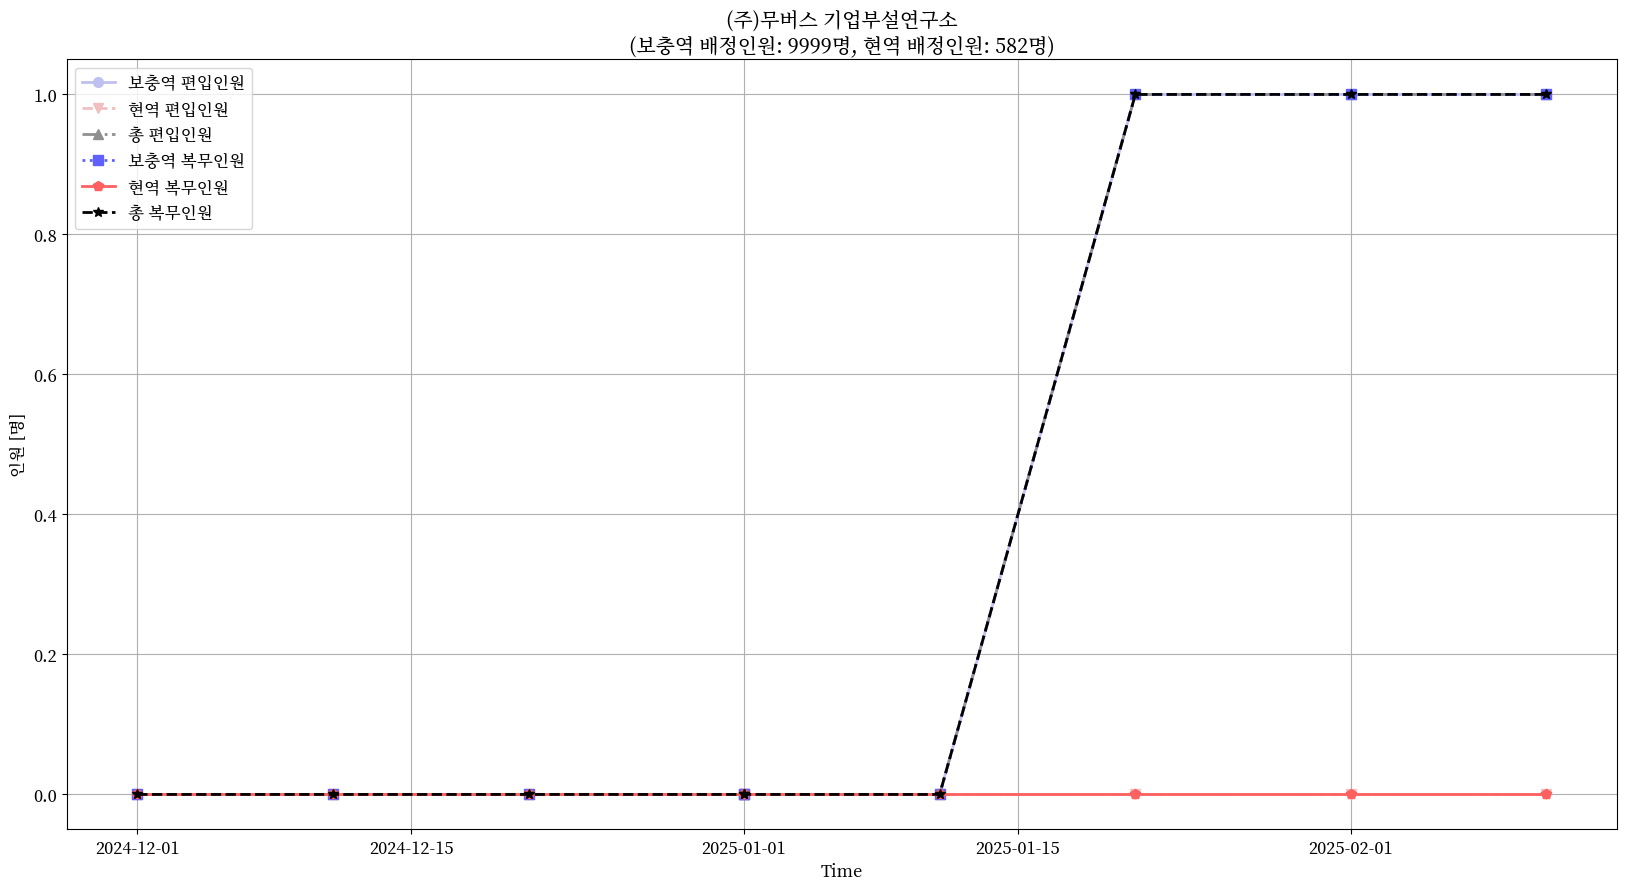 (주)무버스 기업부설연구소
(보충역 배정인원: 9999명, 현역 배정인원: 582명)
보충역 편입인원
현역 편입인원
총 편입인원
보충역 복무인원
현역 복무인원
총 복무인원
1.0
0.8
0.6
0.4
0.2
0.0
인원 [명]
2024-12-01
2024-12-15
2025-01-01
2025-01-15
2025-02-01
Time